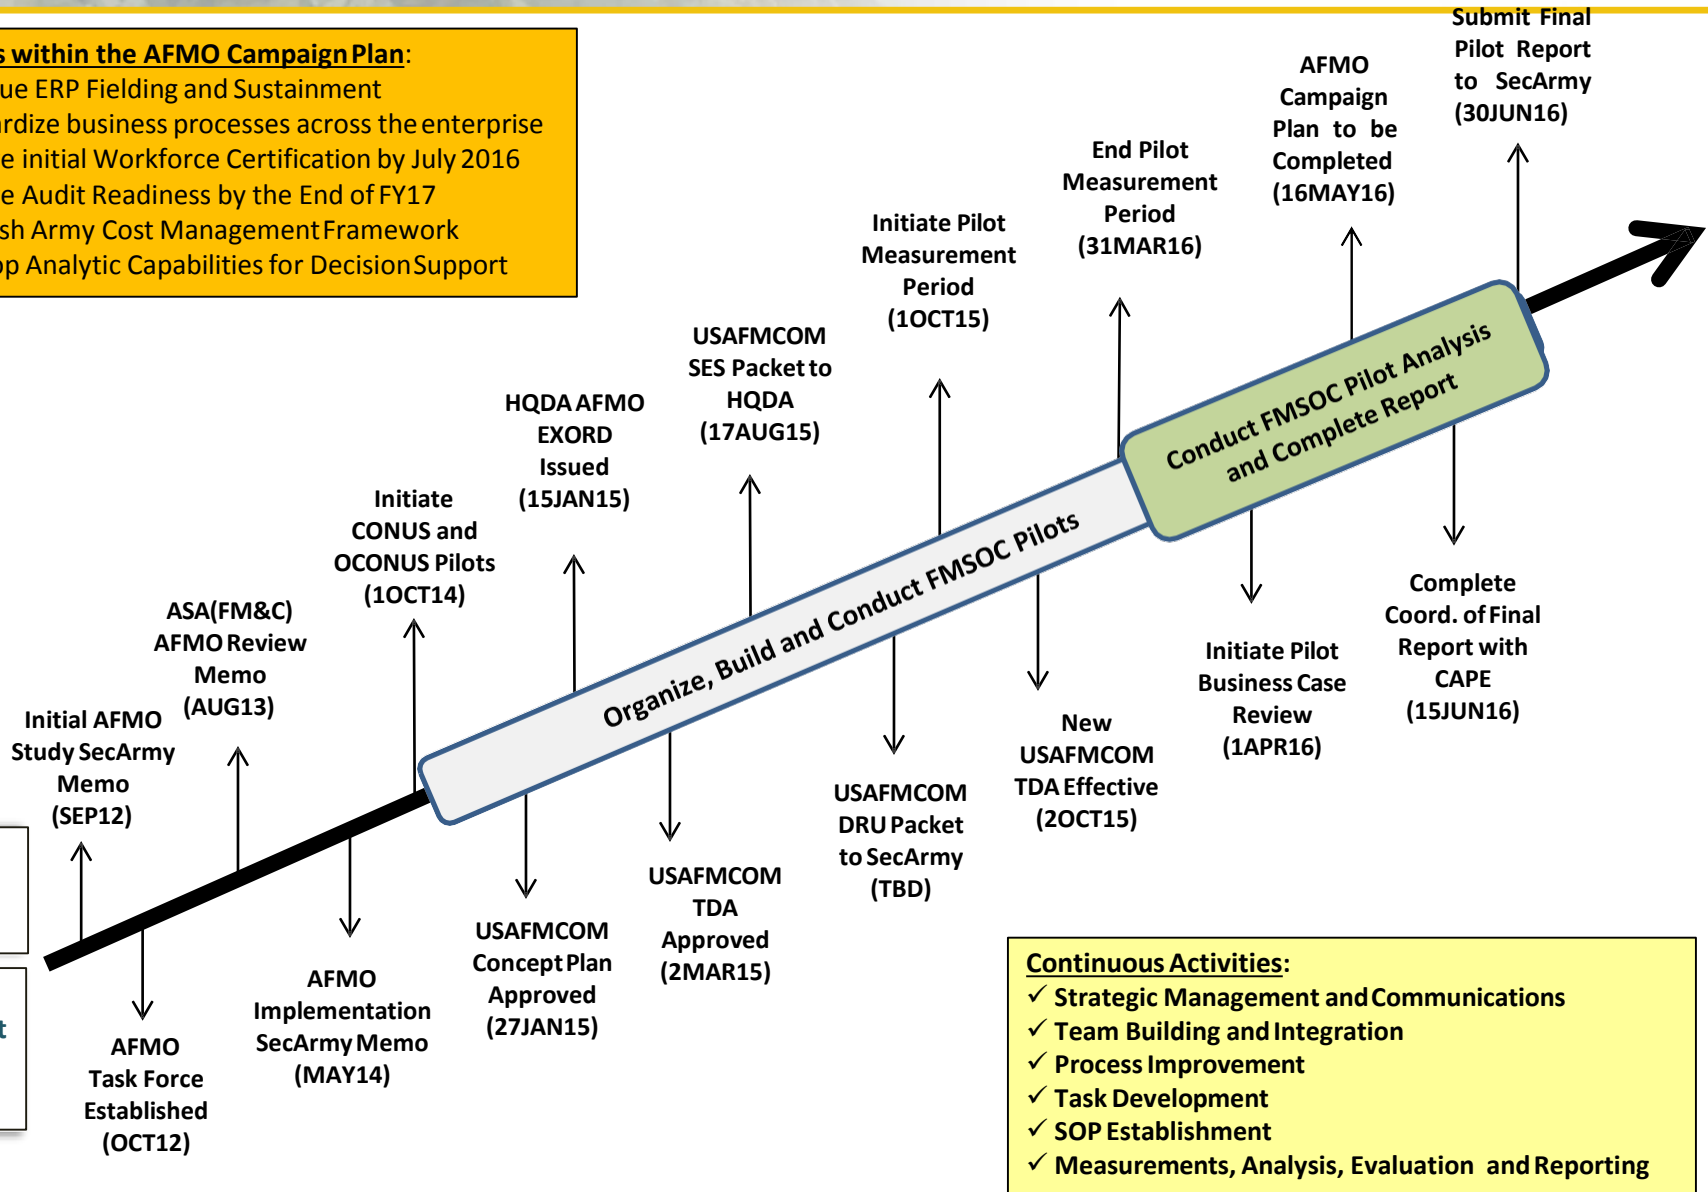 s within the AFMO Campaign Plan:
ue ERP Fielding and Sustainment
ardize business processes across the enterprise
e initial Workforce Certification by July 2016
e Audit Readiness by the End of FY17
sh Army Cost Management Framework
op Analytic Capabilities for Decision Support
Submit Final
Pilot Report
to SecArmy
(30JUN16)
AFMO
Campaign
Plan to be
Completed
(16MAY16)
End Pilot
Measurement
Period
(31MAR16)
Initiate Pilot
Measurement
Period
(1OCT15)
USAFMCOM
SES Packet to
HQDA
(17AUG15)
HQDA AFMO
EXORD
Issued
(15JAN15)
Initiate
CONUS and
OCONUS Pilots
(1OCT14)
ASA(FM&C)
AFMO Review
Memo
(AUG13)
Initial AFMO
Study SecArmy
Memo
(SEP12)
Organize, Build and Conduct FMSOC Pilots
Conduct FMSOC Pilot Analysis
and Complete Report
t
AFMO
Task Force
Established
(OCT12)
AFMO
Implementation
SecArmy Memo
(MAY14)
USAFMCOM
Concept Plan
Approved
(27JAN15)
USAFMCOM
TDA
Approved
(2MAR15)
USAFMCOM
DRU Packet
to SecArmy
(TBD)
New
USAFMCOM
TDA Effective
(2OCT15)
Initiate Pilot
Business Case
Review
(1APR16)
Complete
Coord. of Final
Report with
CAPE
(15JUN16)
Continuous Activities:
✓ Strategic Management and Communications
✓ Team Building and Integration
✓ Process Improvement
✓ Task Development
✓ SOP Establishment
✓ Measurements, Analysis, Evaluation and Reporting